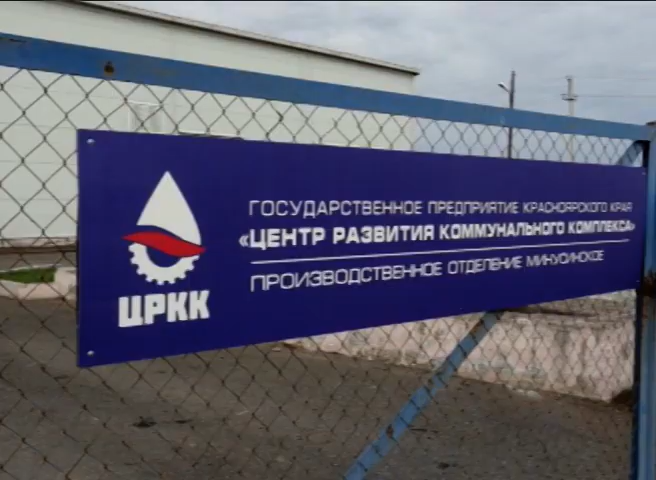 ГОСУДАРСТВЕННОЕ ПРЕДПРИЯТИЕ КРАСНОЯРСКОГО КРАЯ
«ЦЕНТР РАЗВИТИЯ КОММУНАЛЬНОГО КОМПЛЕКСА»
ПРОИЗВОДСТВЕННОЕ ОТДЕЛЕНИЕ МИНУСИНСКОЕ
ЦРКК